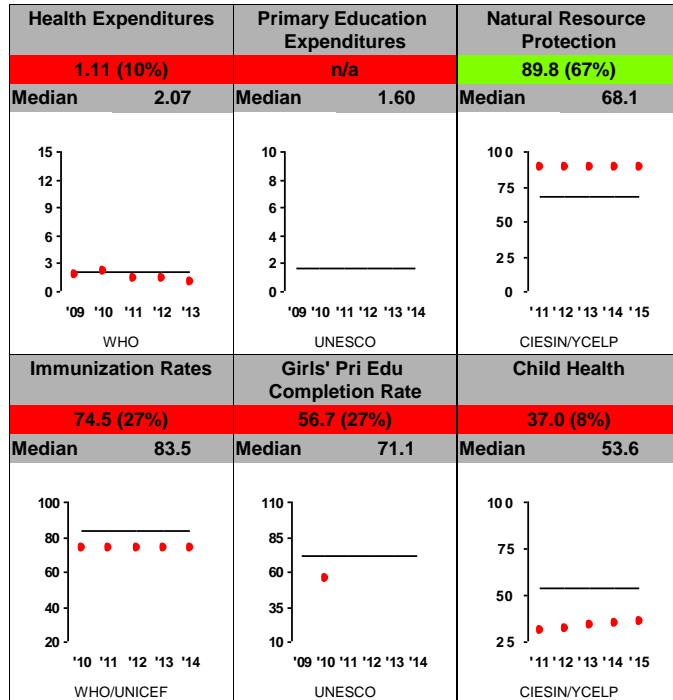 Health Expenditures
1.11 (10%)
Median 2.07
15
12
9
6
3
0
'09 '10 '11 '12 '13
WHO
Primary Education
Expenditures
n/a
Median 1.60
10
8
6
4
2
0
'09 '10 '11 '12 '13 '14
UNESCO
Natural Resource
Protection
89.8 (67%)
Median 68.1
100
75
50
25
0
'11 '12 '13 '14 '15
CIESIN/YCELP
Immunization Rates
74.5 (27%)
Median 83.5
100
80
60
40
20
'10 '11 '12 '13 '14
WHO/UNICEF
Girls' Pri Edu
Completion Rate
56.7 (27%)
Median 71.1
110
85
60
35
10
'09 '10 '11 '12 '13 '14
UNESCO
Child Health
37.0 (8%)
Median 53.6
100
75
50
25
'11 '12 '13 '14 '15
CIESIN/YCELP